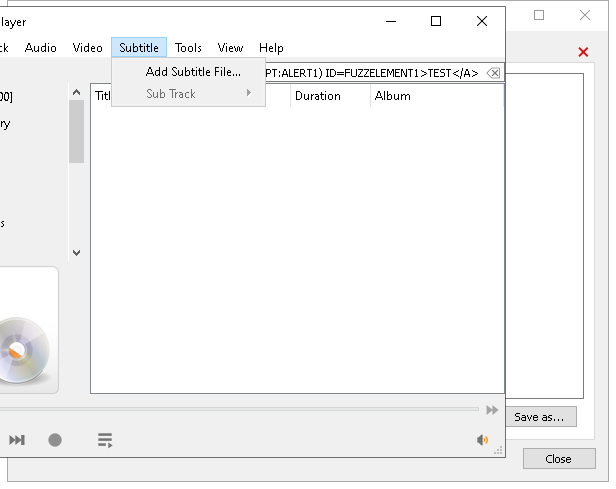 layer
ck Audio Video Subtitle Tools View Help
Add Subtitle File...
PT:ALERT1) ID=FUZZELEMENT1>TEST</A>
Sub Track
00]
Titl Duration Album
ry
s
Save as...
Close